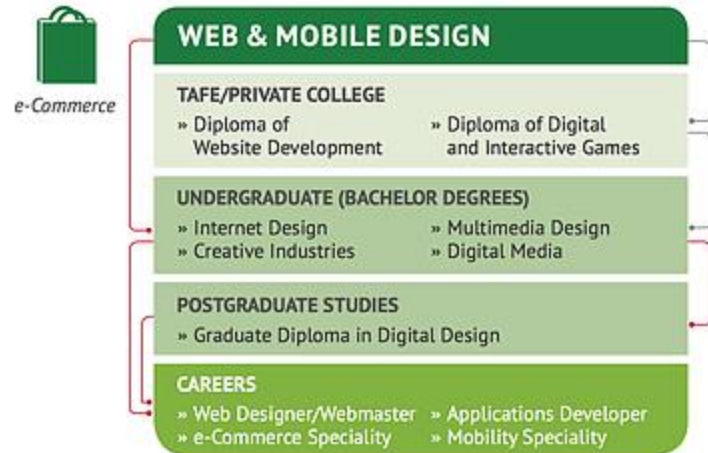 e-Commerce
WEB & MOBILE DESIGN
TAFE/PRIVATE COLLEGE
» Diploma of
Website Development
» Diploma of Digital
and Interactive Games
UNDERGRADUATE (BACHELOR DEGREES)
» Internet Design
» Creative Industries
» Multimedia Design
» Digital Media
POSTGRADUATE STUDIES
» Graduate Diploma in Digital Design
CAREERS
» Web Designer/Webmaster
» e-Commerce Speciality
» Applications Developer
» Mobility Speciality